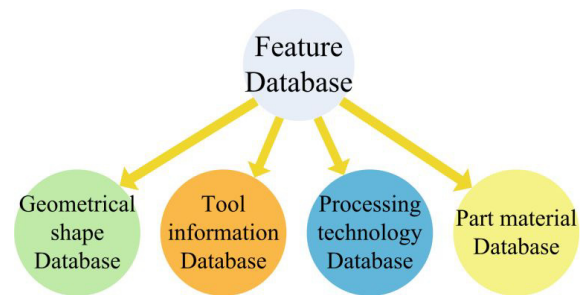 Feature
Database
Geometrical
shape
Database
Tool
information
Database
Processing
technology
Database
Part material
Database